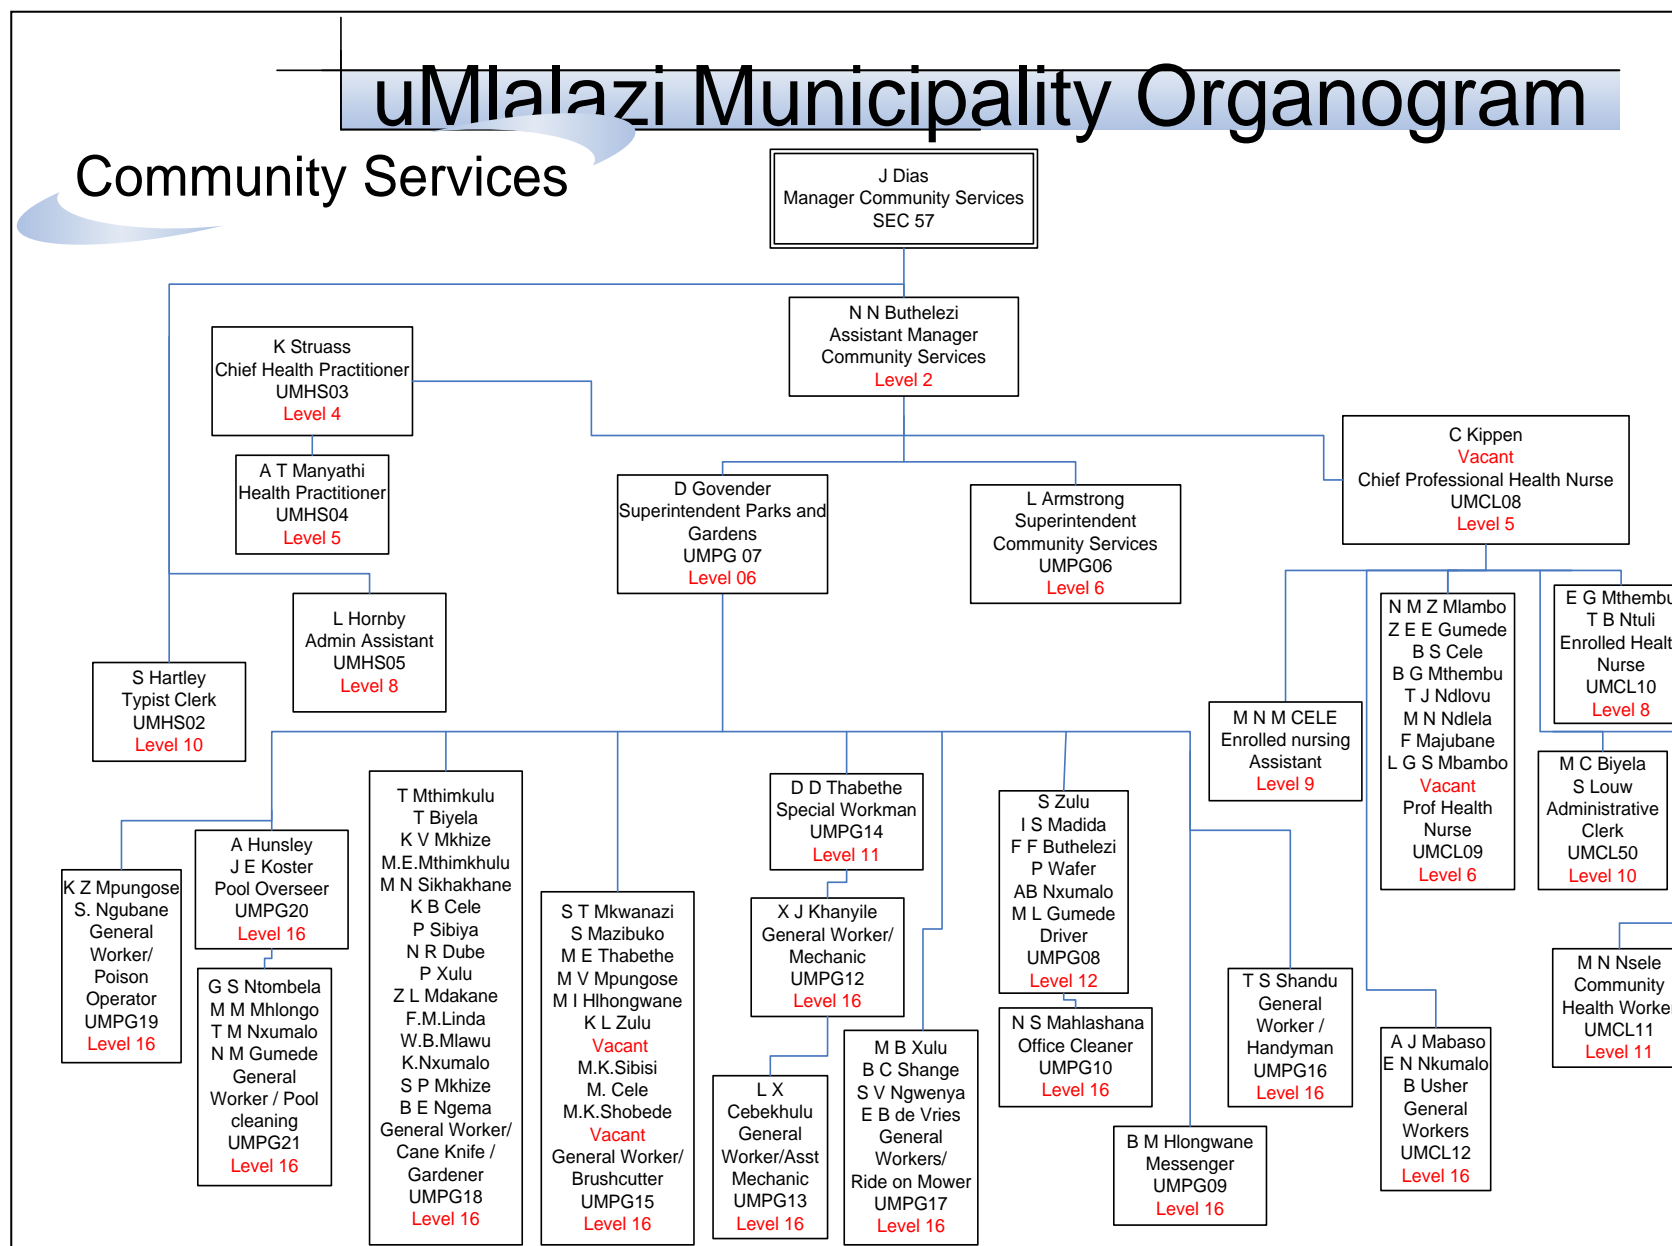 uMlalazi Municipality Organogram
Community Services
J Dias
Manager Community Services
SEC 57
N N Buthelezi
Assistant Manager
Community Services
Level 2
K Struass
Chief Health Practitioner
UMHS03
Level 4
A T Manyathi
Health Practitioner
UMHS04
Level 5
C Kippen
Vacant
Chief Professional Health Nurse
UMCL08
Level 5
D Govender
Superintendent Parks and
Gardens
UMPG 07
Level 06
L Armstrong
Superintendent
Community Services
UMPG06
Level 6
L Hornby
Admin Assistant
UMHS05
Level 8
S Hartley
Typist Clerk
UMHS02
Level 10
M N M CELE
Enrolled nursing
Assistant
Level 9
N M Z Mlambo
Z E E Gumede
B S Cele
B G Mthembu
T J Ndlovu
M N Ndlela
F Majubane
L G S Mbambo
Vacant
Prof Health
Nurse
UMCL09
Level 6
E G Mthembu
T B Ntuli
Enrolled Healt
Nurse
UMCL10
Level 8
M C Biyela
S Louw
Administrative
Clerk
UMCL50
Level 10
K Z Mpungose
S. Ngubane
General
Worker/
Poison
Operator
UMPG19
Level 16
A Hunsley
J E Koster
Pool Overseer
UMPG20
Level 16
G S Ntombela
M M Mhlongo
T M Nxumalo
N M Gumede
General
Worker / Pool
cleaning
UMPG21
Level 16
T Mthimkulu
T Biyela
K V Mkhize
M.E.Mthimkhulu
M N Sikhakhane
K B Cele
P Sibiya
N R Dube
P Xulu
Z L Mdakane
F.M.Linda
W.B.Mlawu
K.Nxumalo
S P Mkhize
B E Ngema
General Worker/
Cane Knife /
Gardener
UMPG18
Level 16
S T Mkwanazi
S Mazibuko
M E Thabethe
M V Mpungose
M I Hlhongwane
K L Zulu
Vacant
M.K.Sibisi
M. Cele
M.K.Shobede
Vacant
General Worker/
Brushcutter
UMPG15
Level 16
D D Thabethe
Special Workman
UMPG14
Level 11
X J Khanyile
General Worker/
Mechanic
UMPG12
Level 16
L X
Cebekhulu
General
Worker/Asst
Mechanic
UMPG13
Level 16
M B Xulu
B C Shange
S V Ngwenya
E B de Vries
General
Workers/
Ride on Mower
UMPG17
Level 16
S Zulu
I S Madida
F F Buthelezi
P Wafer
AB Nxumalo
M L Gumede
Driver
UMPG08
Level 12
N S Mahlashana
Office Cleaner
UMPG10
Level 16
B M Hlongwane
Messenger
UMPG09
Level 16
T S Shandu
General
Worker /
Handyman
UMPG16
Level 16
A J Mabaso
E N Nkumalo
B Usher
General
Workers
UMCL12
Level 16
M N Nsele
Community
Health Worker
UMCL11
Level 11